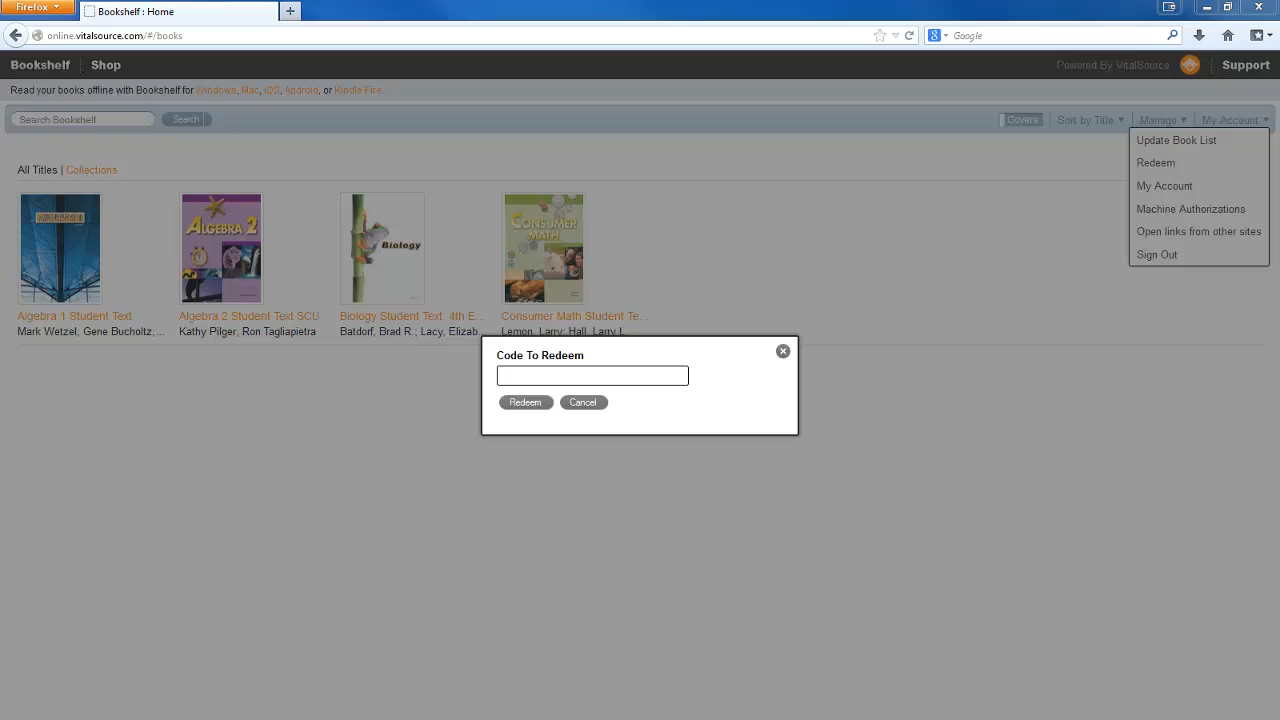 Firefox
Bookshelf : Home
online.vitalsource.com/#/books
Google
Bookshelf
Shop
Powered By VitalSource
Support
Read your books offline with Bookshelf for Windows, Mac, iOS, Android, or Kindle Fire.
Search Bookshelf
Search
Covers
Sort by Title
Manage
My Account
Update Book List
Redeem
My Account
Machine Authorizations
Open links from other sites
Sign Out
All Titles | Collections
ALGEBRA 1
ALGEBRA 2
Biology
CONSUMER
MATH
Algebra 1 Student Text
Algebra 2 Student Text SCU
Biology Student Text 4th E...
Consumer Math Student Te...
Mark Wetzel; Gene Bucholtz,...
Kathy Pilger; Ron Tagliapietra
Batdorf, Brad R.; Lacy, Elizab...
Lemon, Larry; Hall, Larry L
Code To Redeem
Redeem
Cancel